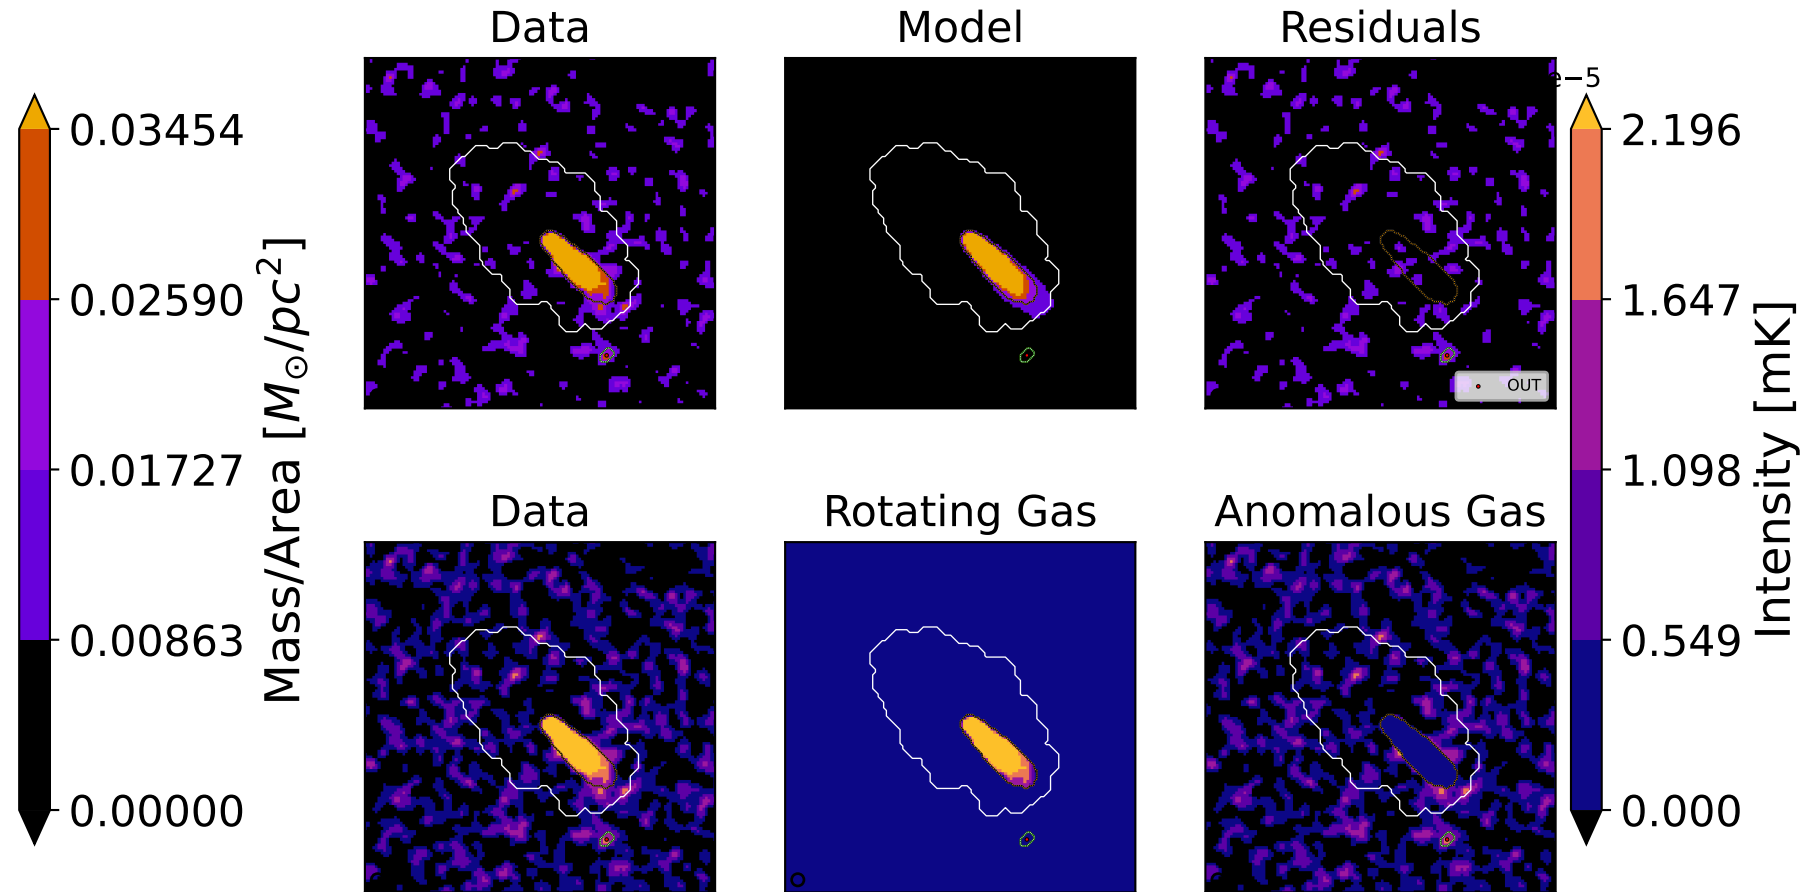 Data
Model
Residuals
e−5
0.03454
0.02590
0.01727
0.00863
0.00000
Mass/Area [M⊙/pc²]
OUT
2.196
1.647
1.098
0.549
0.000
Intensity [mK]
Data
Rotating Gas
Anomalous Gas